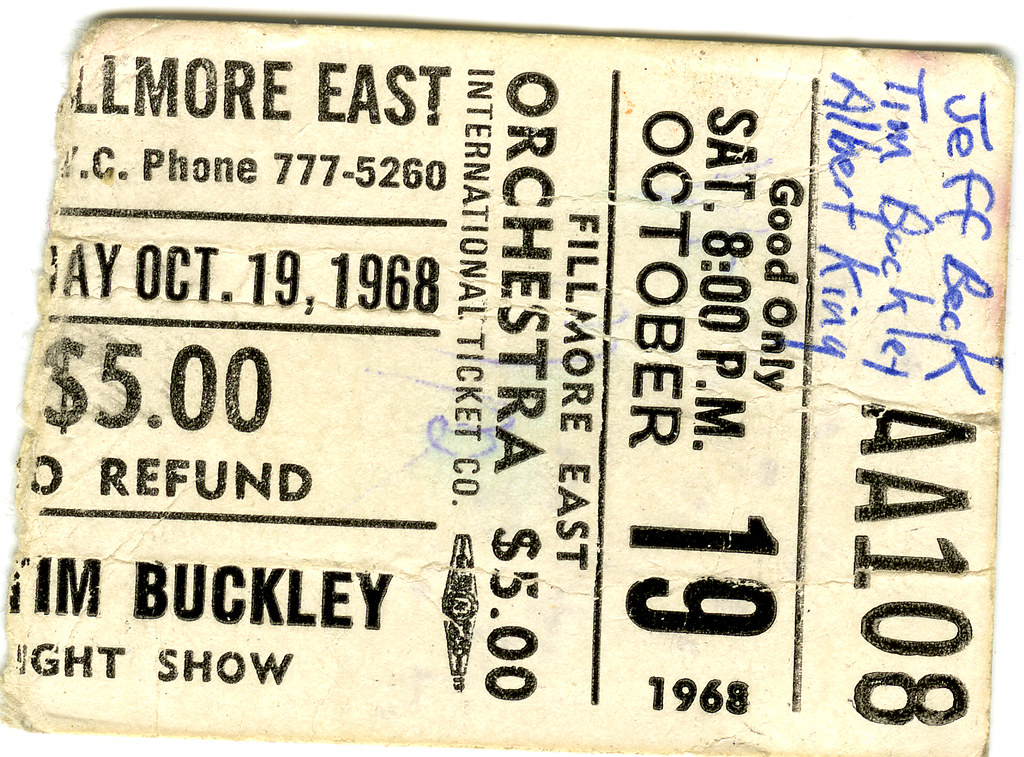 LLMORE EAST
Y.C. Phone 777-5260
AY OCT. 19, 1968
$5.00
O REFUND
TIM BUCKLEY
IGHT SHOW
INTERNATIONAL TICKET CO.
ORCHESTRA $5.00
FILLMORE EAST
OCTOBER 19 1968
SAT. 8:00 P.M.
Good Only
Jeff Beck
Tim Buckley
Albert King
AA108